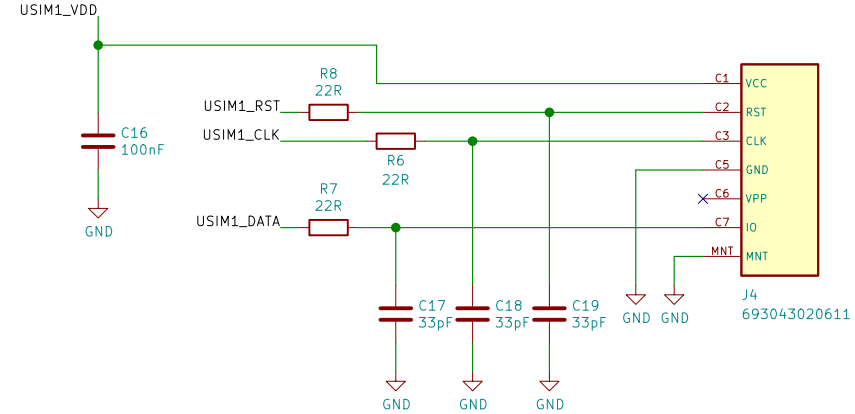 USIM1_VDD
C16
100nF
GND
R8
22R
USIM1_RST
USIM1_CLK
R6
22R
R7
22R
USIM1_DATA
C17
33pF
GND
C18
33pF
GND
C19
33pF
GND
GND
GND
C1 VCC
C2 RST
C3 CLK
C5 GND
C6 VPP
C7 IO
MNT MNT
J4
693043020611